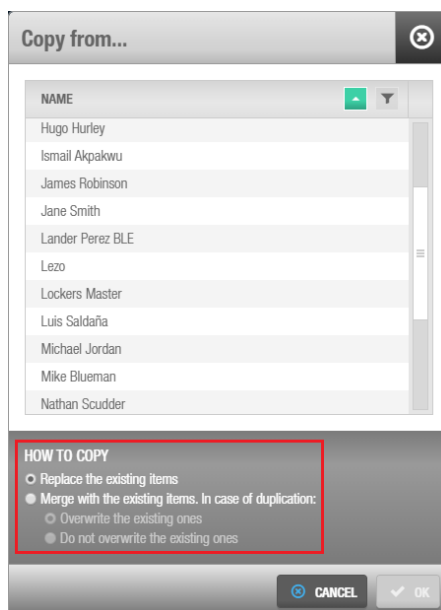 Copy from...
NAME
Hugo Hurley
Ismail Akpakwu
James Robinson
Jane Smith
Lander Perez BLE
Lezo
Lockers Master
Luis Saldaña
Michael Jordan
Mike Blueman
Nathan Scudder
HOW TO COPY
Replace the existing items
Merge with the existing items. In case of duplication:
Overwrite the existing ones
Do not overwrite the existing ones
CANCEL
OK